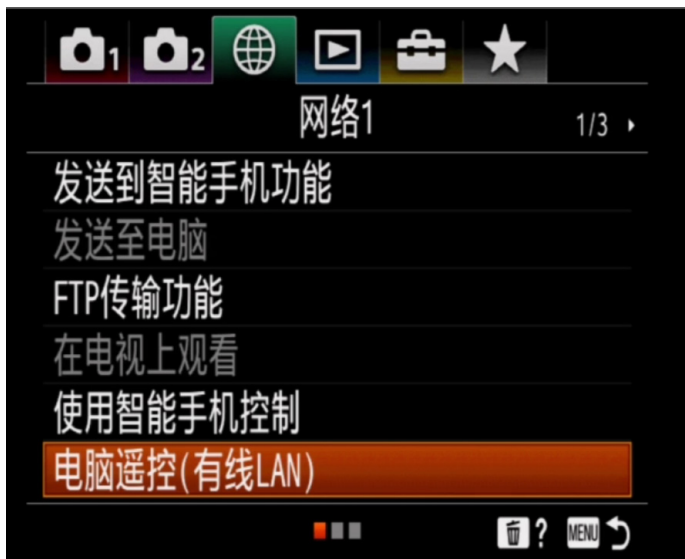 1 2
网络1 1/3
发送到智能手机功能
发送至电脑
FTP传输功能
在电视上观看
使用智能手机控制
电脑遥控(有线LAN)
? MENU